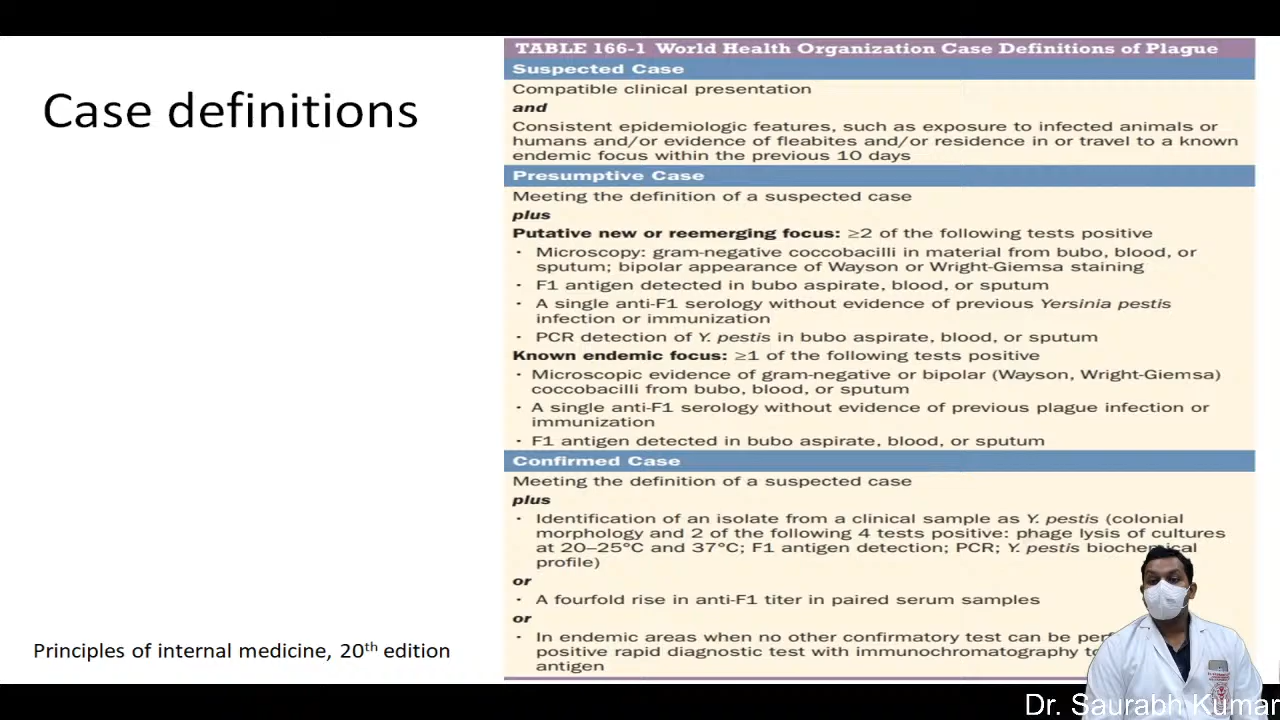 Case definitions
TABLE 166-1 World Health Organization Case Definitions of Plague
Suspected Case
Compatible clinical presentation
and
Consistent epidemiologic features, such as exposure to infected animals or
humans and/or evidence of fleabites and/or residence in or travel to a known
endemic focus within the previous 10 days
Presumptive Case
Meeting the definition of a suspected case
plus
Putative new or reemerging focus: ≥2 of the following tests positive
· Microscopy: gram-negative coccobacilli in material from bubo, blood, or
sputum; bipolar appearance of Wayson or Wright-Giemsa staining
· F1 antigen detected in bubo aspirate, blood, or sputum
· A single anti-F1 serology without evidence of previous Yersinia pestis
infection or immunization
· PCR detection of Y. pestis in bubo aspirate, blood, or sputum
Known endemic focus: ≥1 of the following tests positive
· Microscopic evidence of gram-negative or bipolar (Wayson, Wright-Giemsa)
coccobacilli from bubo, blood, or sputum
· A single anti-F1 serology without evidence of previous plague infection or
immunization
· F1 antigen detected in bubo aspirate, blood, or sputum
Confirmed Case
Meeting the definition of a suspected case
plus
· Identification of an isolate from a clinical sample as Y. pestis (colonial
morphology and 2 of the following 4 tests positive: phage lysis of cultures
at 20–25°C and 37°C; F1 antigen detection; PCR; Y. pestis biochemical
profile)
or
· A fourfold rise in anti-F1 titer in paired serum samples
or
· In endemic areas when no other confirmatory test can be
positive rapid diagnostic test with immunochromatography
antigen
Principles of internal medicine, 20th edition
Dr. Saurabh Kumar